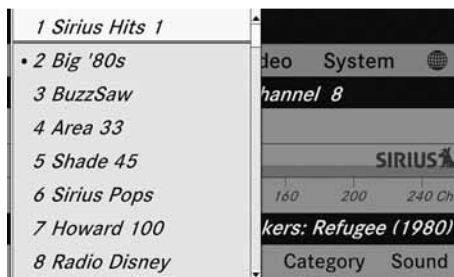 1 Sirius Hits 1
• 2 Big '80s
3 BuzzSaw
4 Area 33
5 Shade 45
6 Sirius Pops
7 Howard 100
8 Radio Disney
deo System
hannel 8
SIRIUS
160 200 240 Ch
kers: Refugee (1980)
Category Sound